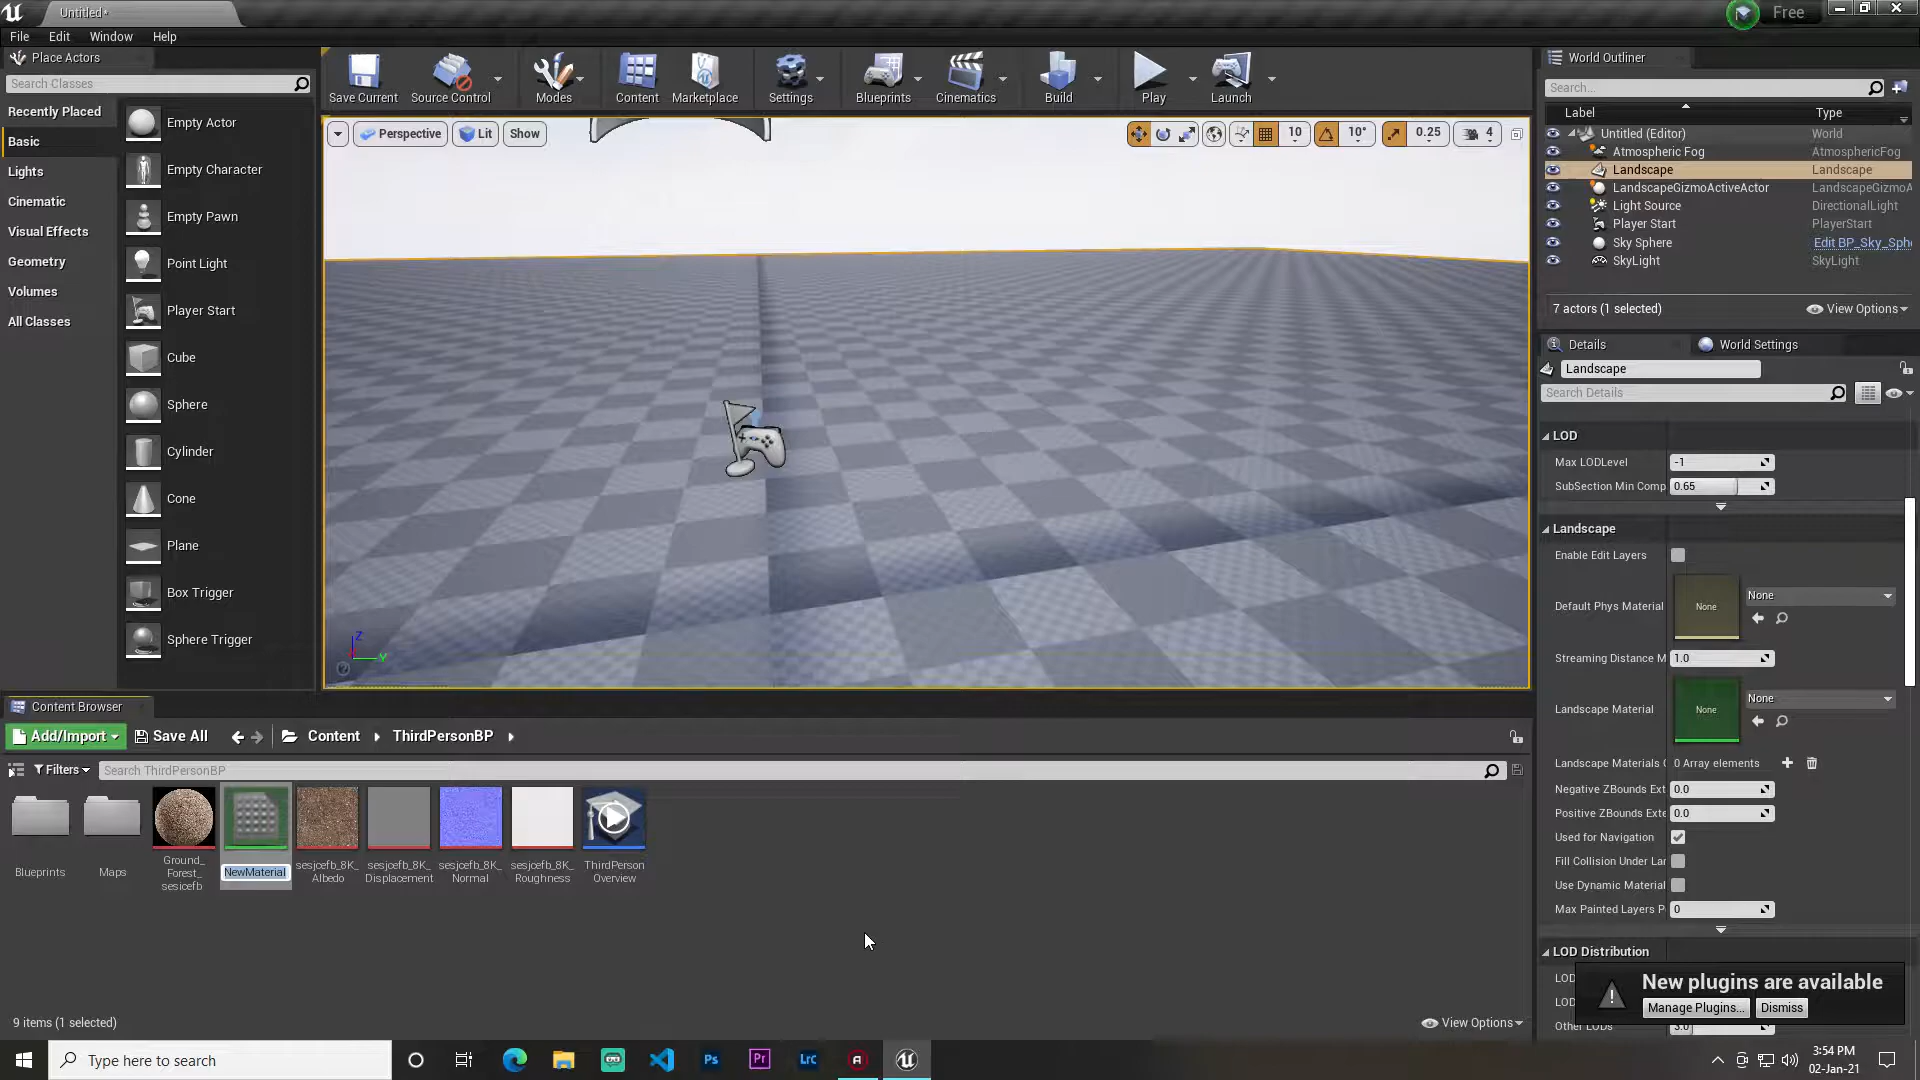 Untitled*
Free
File Edit Window Help
Place Actors
Search Classes
Recently Placed
Basic
Lights
Cinematic
Visual Effects
Geometry
Volumes
All Classes
Empty Actor
Empty Character
Empty Pawn
Point Light
Player Start
Cube
Sphere
Cylinder
Cone
Plane
Box Trigger
Sphere Trigger
Save Current Source Control Modes Content Marketplace Settings Blueprints Cinematics Build Play Launch
Perspective Lit Show
10 10° 0.25 4
Z
Y
World Outliner
Search...
Label Type
Untitled (Editor) World
Atmospheric Fog AtmosphericFog
Landscape Landscape
LandscapeGizmoActiveActor LandscapeGizmoA
Light Source DirectionalLight
Player Start PlayerStart
Sky Sphere Edit BP_Sky_Sph
SkyLight SkyLight
7 actors (1 selected) View Options
Details World Settings
Landscape
Search Details
LOD
Max LODLevel -1
SubSection Min Comp 0.65
Landscape
Enable Edit Layers
Default Phys Material None None
Streaming Distance M 1.0
Landscape Material None None
Landscape Materials 0 Array elements
Negative ZBounds Ext 0.0
Positive ZBounds Exte 0.0
Used for Navigation
Fill Collision Under Lar
Use Dynamic Material
Max Painted Layers P 0
LOD Distribution
LOD
LOD
Other LODs 3.0
New plugins are available
Manage Plugins... Dismiss
Content Browser
Add/Import Save All Content ThirdPersonBP
Filters Search ThirdPersonBP
Blueprints
Maps
Ground_
Forest_
sesjcefb
NewMaterial
sesjcefb_8K_
Albedo
sesjcefb_8K_
Displacement
sesjcefb_8K_
Normal
sesjcefb_8K_
Roughness
ThirdPerson
Overview
9 items (1 selected) View Options
Type here to search
Ps Pr Lrc
3:54 PM
02-Jan-21